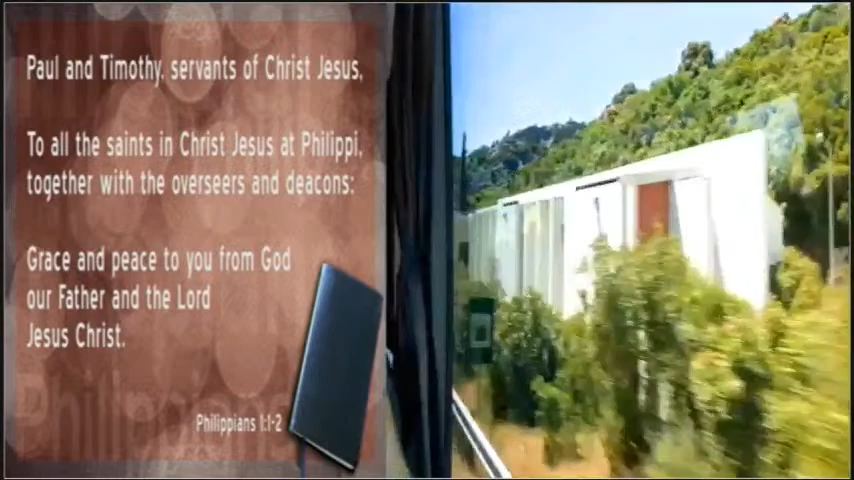 Paul and Timothy, servants of Christ Jesus,
To all the saints in Christ Jesus at Philippi,
together with the overseers and deacons:
Grace and peace to you from God
our Father and the Lord
Jesus Christ.
Philippians 1:1-2
Philippians